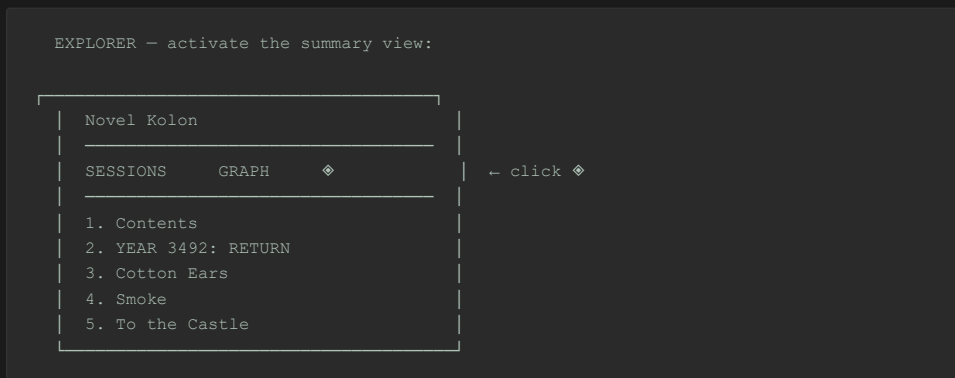 EXPLORER — activate the summary view:
Novel Kolon
SESSIONS GRAPH ◈ ← click ◈
1. Contents
2. YEAR 3492: RETURN
3. Cotton Ears
4. Smoke
5. To the Castle